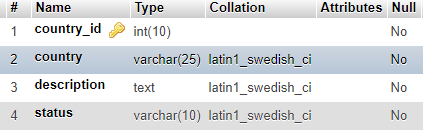 # Name Type Collation Attributes Null
1 country_id int(10) No
2 country varchar(25) latin1_swedish_ci No
3 description text latin1_swedish_ci No
4 status varchar(10) latin1_swedish_ci No